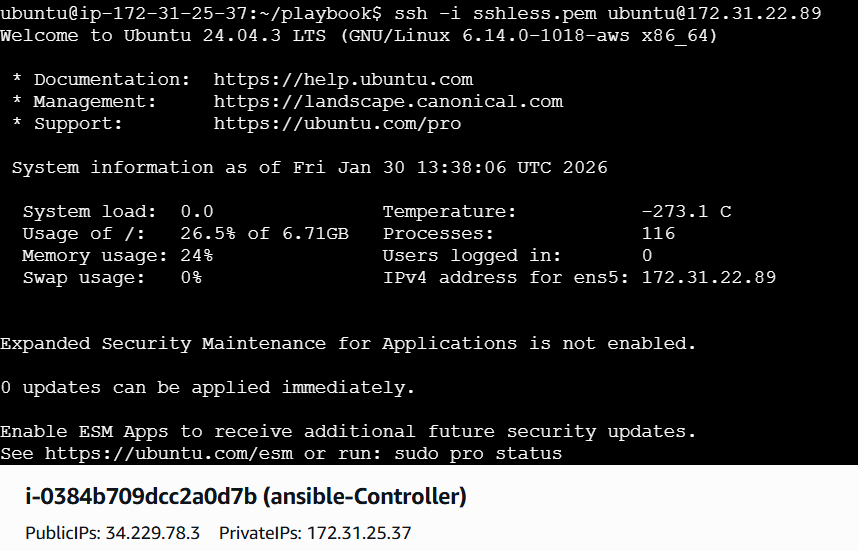 ubuntu@ip-172-31-25-37:~/playbook$ ssh -i sshless.pem ubuntu@172.31.22.89
Welcome to Ubuntu 24.04.3 LTS (GNU/Linux 6.14.0-1018-aws x86_64)
* Documentation: https://help.ubuntu.com
* Management: https://landscape.canonical.com
* Support: https://ubuntu.com/pro
System information as of Fri Jan 30 13:38:06 UTC 2026
System load: 0.0 Temperature: -273.1 C
Usage of /: 26.5% of 6.71GB Processes: 116
Memory usage: 24% Users logged in: 0
Swap usage: 0% IPv4 address for ens5: 172.31.22.89
Expanded Security Maintenance for Applications is not enabled.
0 updates can be applied immediately.
Enable ESM Apps to receive additional future security updates.
See https://ubuntu.com/esm or run: sudo pro status
i-0384b709dcc2a0d7b (ansible-Controller)
PublicIPs: 34.229.78.3 PrivateIPs: 172.31.25.37